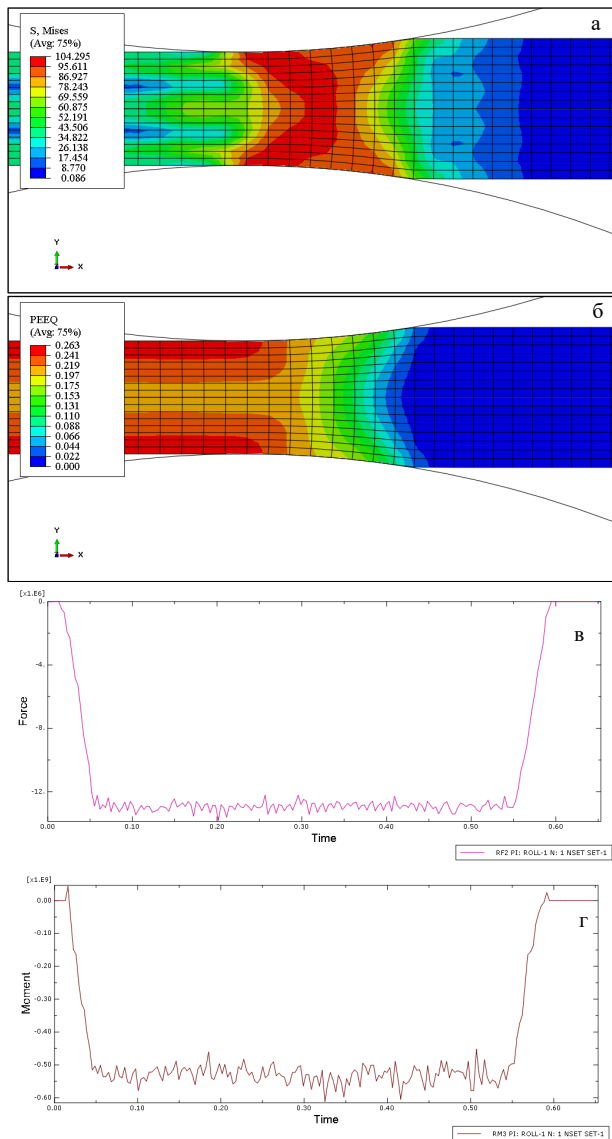 S, Mises
(Avg: 75%)
104.295
95.611
86.927
78.243
69.559
60.875
52.191
43.506
34.822
26.138
17.454
8.770
0.086
а
Y
Z
X
PEEQ
(Avg: 75%)
0.263
0.241
0.219
0.197
0.175
0.153
0.131
0.110
0.088
0.066
0.044
0.022
0.000
б
Y
Z
X
[x1.E6]
0.
-4.
-8.
-12.
Force
в
0.00 0.10 0.20 0.30 0.40 0.50 0.60
Time
RF2 PI: ROLL-1 N: 1 NSET SET-1
[x1.E9]
0.00
-0.10
-0.20
-0.30
-0.40
-0.50
-0.60
Moment
г
0.00 0.10 0.20 0.30 0.40 0.50 0.60
Time
RM3 PI: ROLL-1 N: 1 NSET SET-1